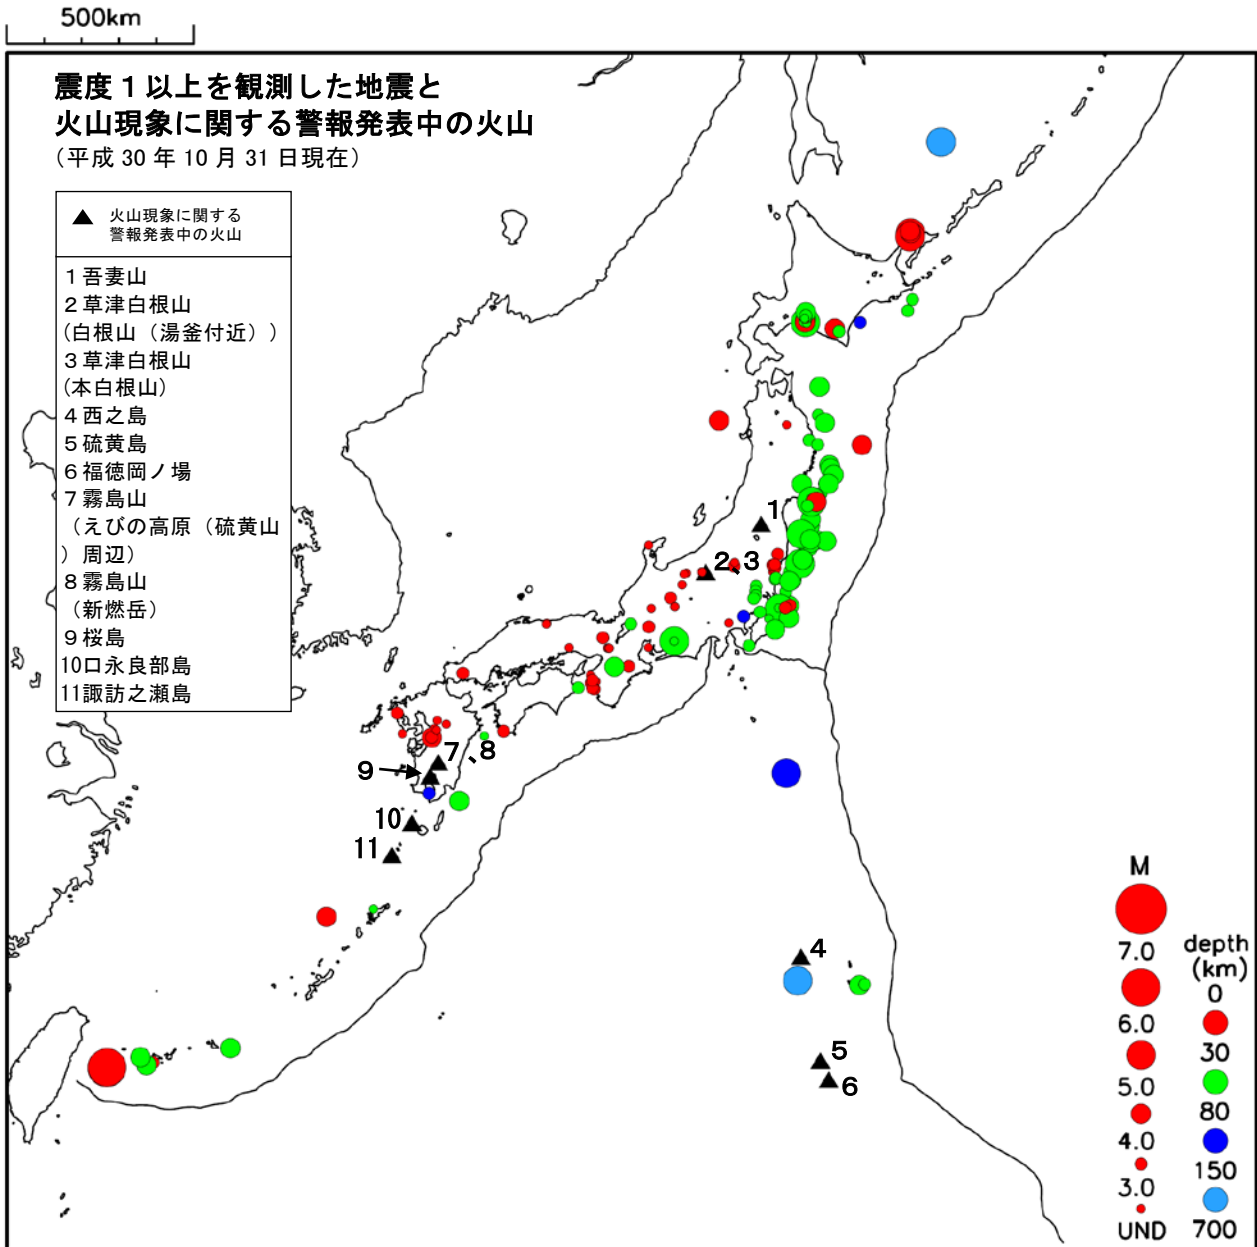 500km
震度１以上を観測した地震と
火山現象に関する警報発表中の火山
（平成 30 年 10 月 31 日現在）
▲ 火山現象に関する
警報発表中の火山
1 吾妻山
2 草津白根山
(白根山（湯釜付近）)
3 草津白根山
(本白根山)
4 西之島
5 硫黄島
6 福徳岡ノ場
7 霧島山
（えびの高原（硫黄山
）周辺）
8 霧島山
（新燃岳）
9 桜島
10口永良部島
11諏訪之瀬島
1
2
3
7
8
9
10
11
4
5
6
M
7.0
6.0
5.0
4.0
3.0
UND
depth
(km)
0
30
80
150
700